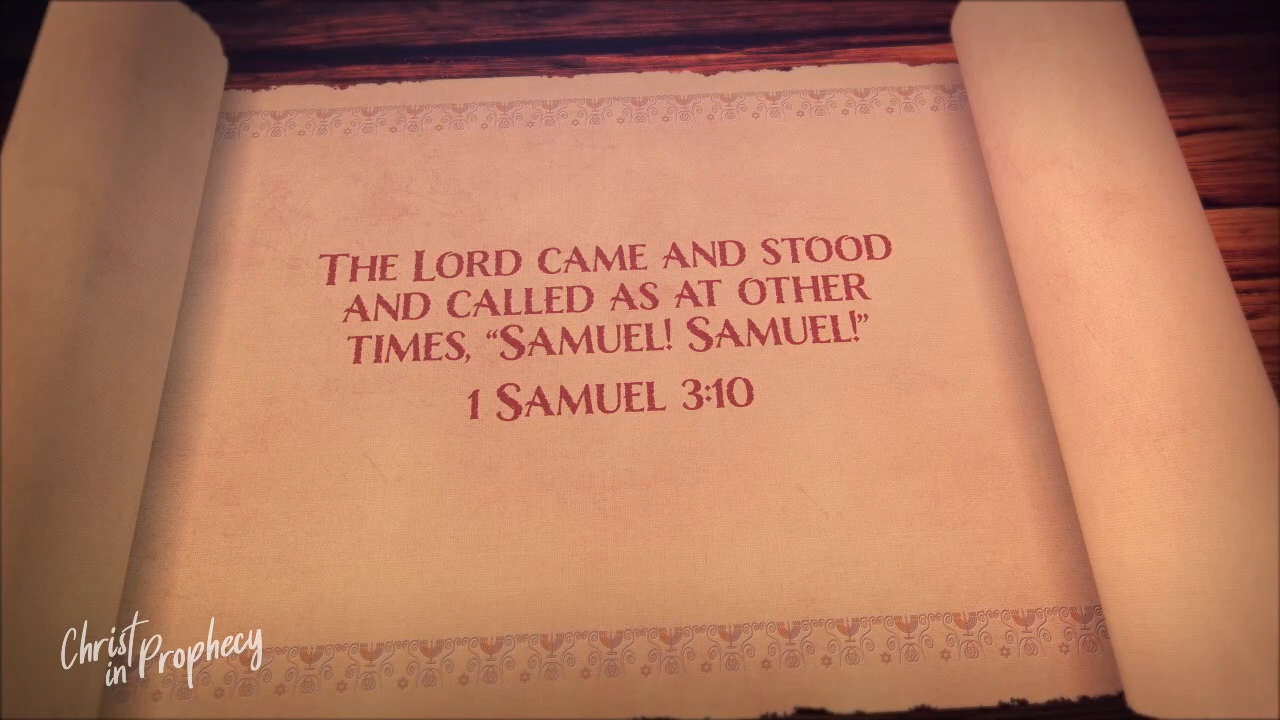 The Lord came and stood
and called as at other
times, “Samuel! Samuel!”
1 Samuel 3:10
Christ
in Prophecy